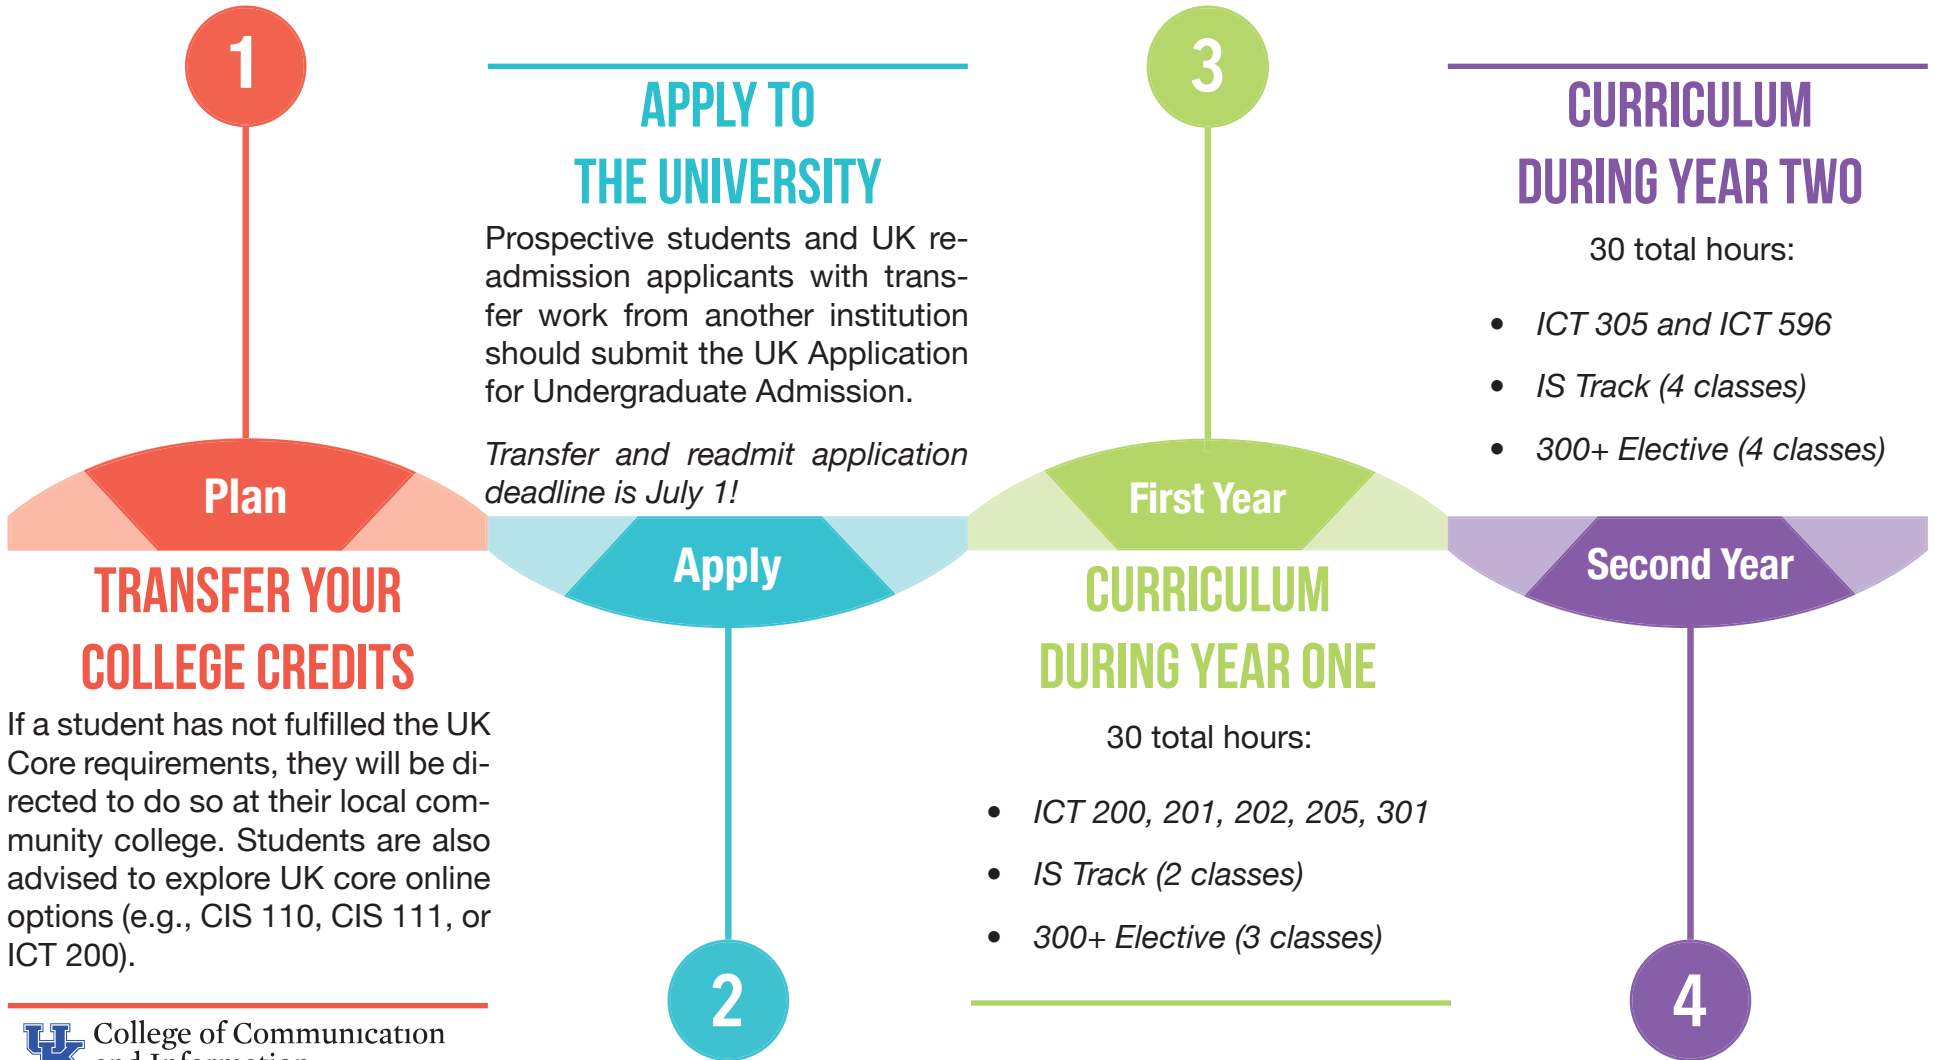 1
Plan
TRANSFER YOUR
COLLEGE CREDITS
If a student has not fulfilled the UK
Core requirements, they will be di-
rected to do so at their local com-
munity college. Students are also
advised to explore UK core online
options (e.g., CIS 110, CIS 111, or
ICT 200).
UK
College of Communication
and Information
APPLY TO
THE UNIVERSITY
Prospective students and UK re-
admission applicants with trans-
fer work from another institution
should submit the UK Application
for Undergraduate Admission.
Transfer and readmit application
deadline is July 1!
Apply
2
3
First Year
CURRICULUM
DURING YEAR ONE
30 total hours:
• ICT 200, 201, 202, 205, 301
• IS Track (2 classes)
• 300+ Elective (3 classes)
CURRICULUM
DURING YEAR TWO
30 total hours:
• ICT 305 and ICT 596
• IS Track (4 classes)
• 300+ Elective (4 classes)
Second Year
4